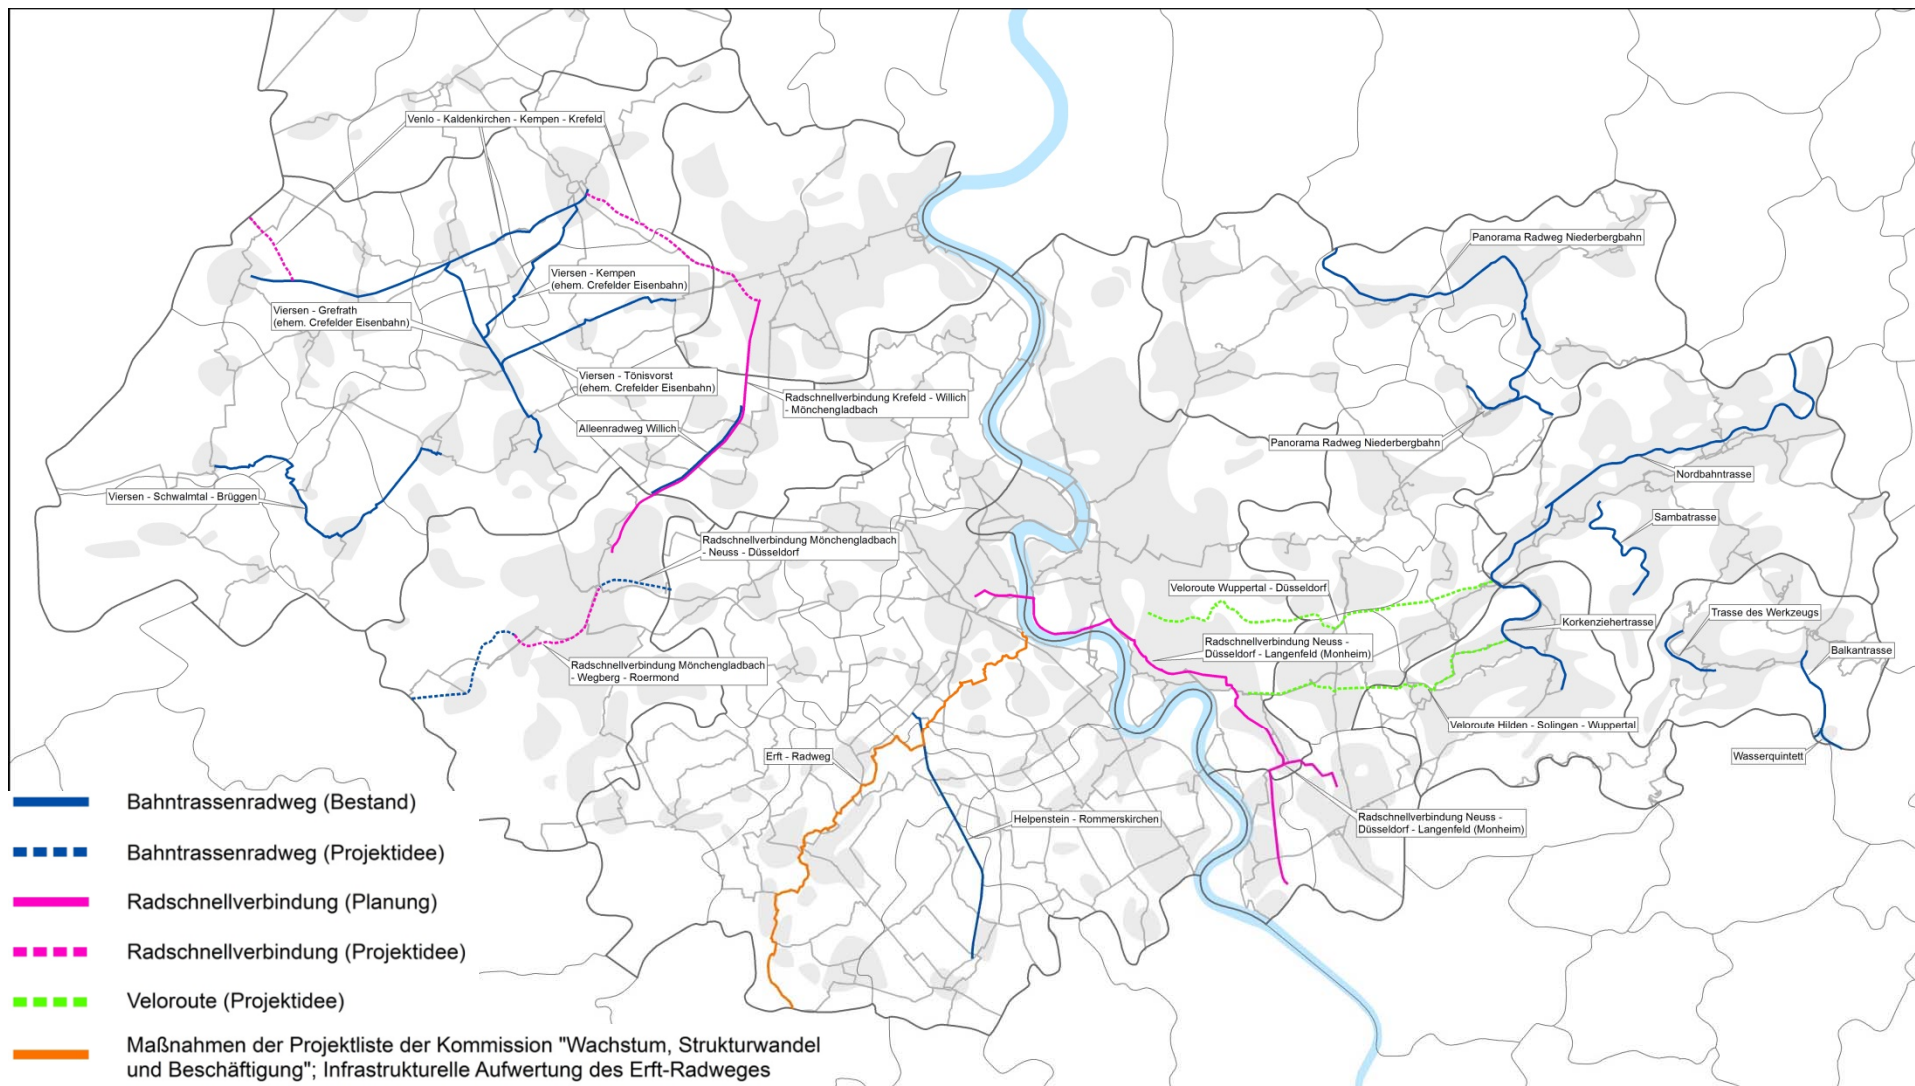 Venlo - Kaldenkirchen - Kempen - Krefeld
Panorama Radweg Niederbergbahn
Viersen - Kempen
(ehem. Crefelder Eisenbahn)
Viersen - Grefrath
(ehem. Crefelder Eisenbahn)
Viersen - Tönisvorst
(ehem. Crefelder Eisenbahn)
Radschnellverbindung Krefeld - Willich
- Mönchengladbach
Alleenradweg Willich
Panorama Radweg Niederbergbahn
Nordbahntrasse
Viersen - Schwalmtal - Brüggen
Sambatrasse
Radschnellverbindung Mönchengladbach
- Neuss - Düsseldorf
Veloroute Wuppertal - Düsseldorf
Trasse des Werkzeugs
Korkenziehertrasse
Radschnellverbindung Neuss -
Düsseldorf - Langenfeld (Monheim)
Balkantrasse
Radschnellverbindung Mönchengladbach
- Wegberg - Roermond
Veloroute Hilden - Solingen - Wuppertal
Erft - Radweg
Wasserquintett
Helpenstein - Rommerskirchen
Radschnellverbindung Neuss -
Düsseldorf - Langenfeld (Monheim)
Bahntrassenradweg (Bestand)
Bahntrassenradweg (Projektidee)
Radschnellverbindung (Planung)
Radschnellverbindung (Projektidee)
Veloroute (Projektidee)
Maßnahmen der Projektliste der Kommission "Wachstum, Strukturwandel
und Beschäftigung"; Infrastrukturelle Aufwertung des Erft-Radweges